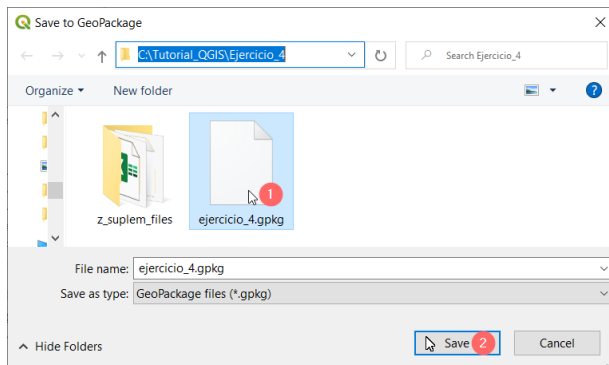 Save to GeoPackage
C:\Tutorial_QGIS\Ejercicio_4
Search Ejercicio_4
Organize
New folder
?
1
z_suplem_files
ejercicio_4.gpkg
File name: ejercicio_4.gpkg
Save as type: GeoPackage files (*.gpkg)
Hide Folders
Save 2
Cancel